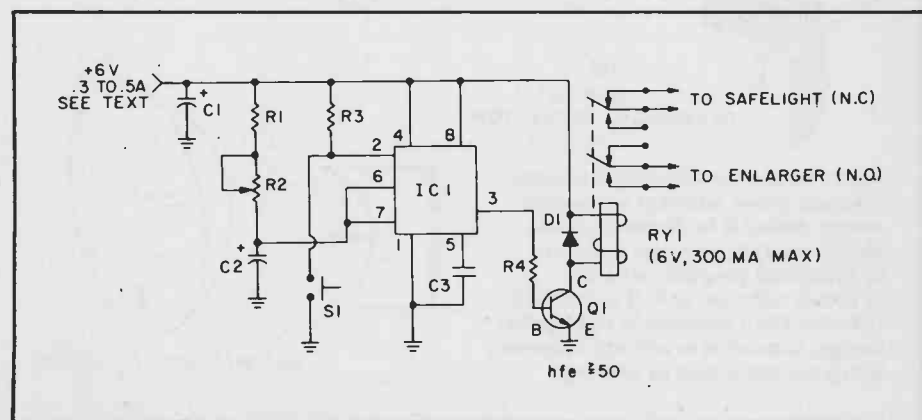 +6V
.3 TO .5A
SEE TEXT
C1
R1
R3
R2
C2
S1
2
4
8
6
7
IC1
3
1
5
C3
R4
D1
C
Q1
B
E
hfe ≧50
RY1
(6V, 300 MA MAX)
TO SAFELIGHT (N.C)
TO ENLARGER (N.O.)